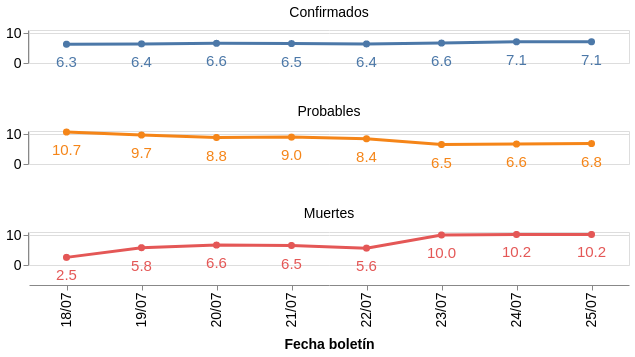 Confirmados
10
0
6.3 6.4 6.6 6.5 6.4 6.6 7.1 7.1
Probables
10
0
10.7 9.7 8.8 9.0 8.4 6.5 6.6 6.8
Muertes
10
0
2.5 5.8 6.6 6.5 5.6 10.0 10.2 10.2
18/07 19/07 20/07 21/07 22/07 23/07 24/07 25/07
Fecha boletín